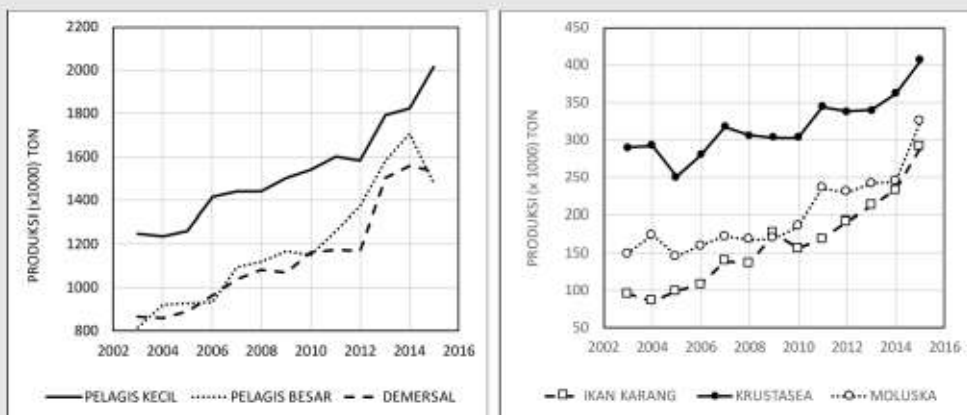 PRODUKSI (x1000) TON
2200
2000
1800
1600
1400
1200
1000
800
2002 2004 2006 2008 2010 2012 2014 2016
PELAGIS KECIL PELAGIS BESAR DEMERSAL
PRODUKSI (x 1000) TON
450
400
350
300
250
200
150
100
50
2002 2004 2006 2008 2010 2012 2014 2016
IKAN KARANG KRUSTASEA MOLUSKA